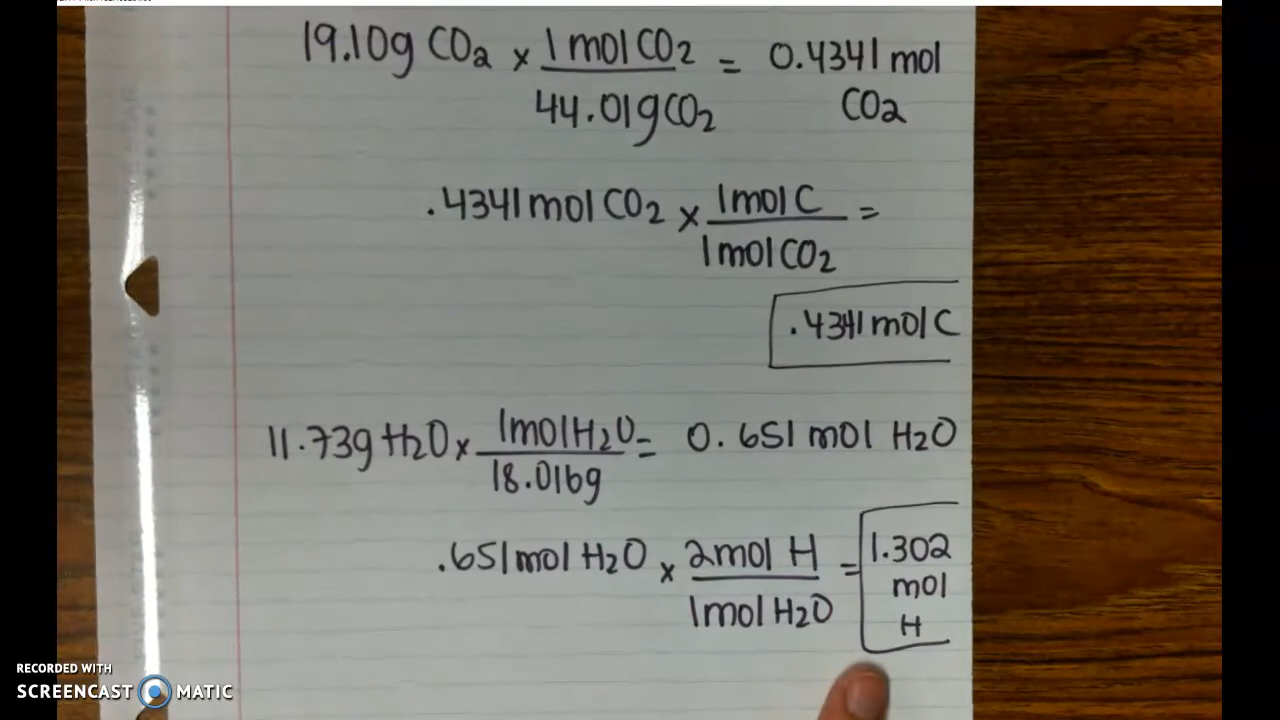 19.10g CO2 x 1 mol CO2 = 0.4341 mol
44.01g CO2 CO2
.4341 mol CO2 x 1 mol C =
1 mol CO2
.4341 mol C
11.73g H2O x 1 mol H2O = 0.651 mol H2O
18.016g
.651 mol H2O x 2 mol H = 1.302
1 mol H2O mol
H
RECORDED WITH
SCREENCAST MATIC